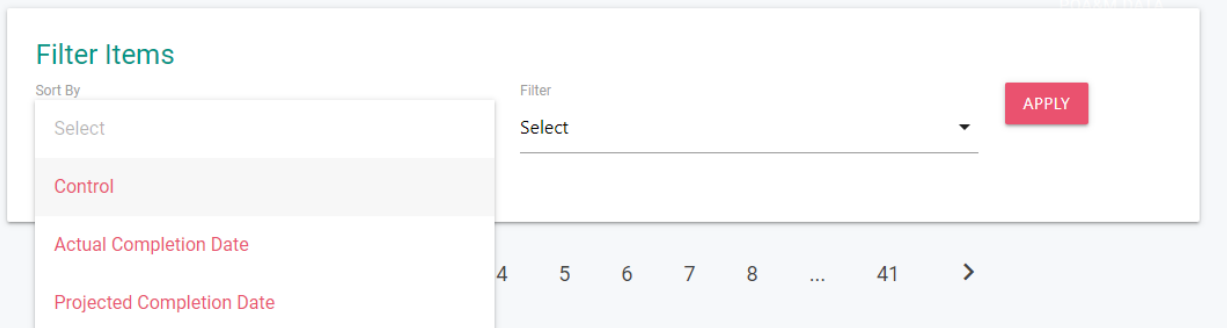 Filter Items
Sort By
Filter
Select
Select
APPLY
Control
Actual Completion Date
Projected Completion Date
4 5 6 7 8 ... 41